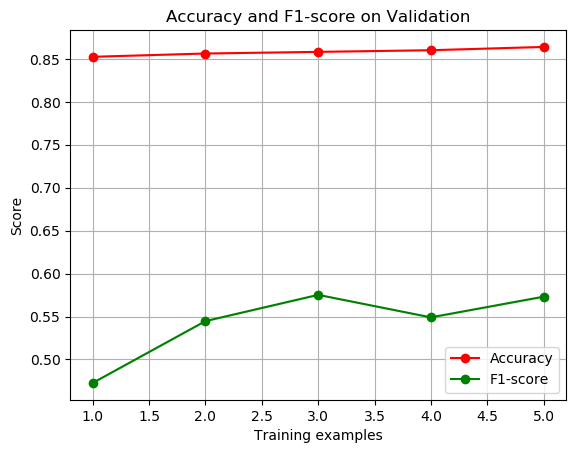 Accuracy and F1-score on Validation
Score
0.85
0.80
0.75
0.70
0.65
0.60
0.55
0.50
1.0 1.5 2.0 2.5 3.0 3.5 4.0 4.5 5.0
Training examples
Accuracy
F1-score